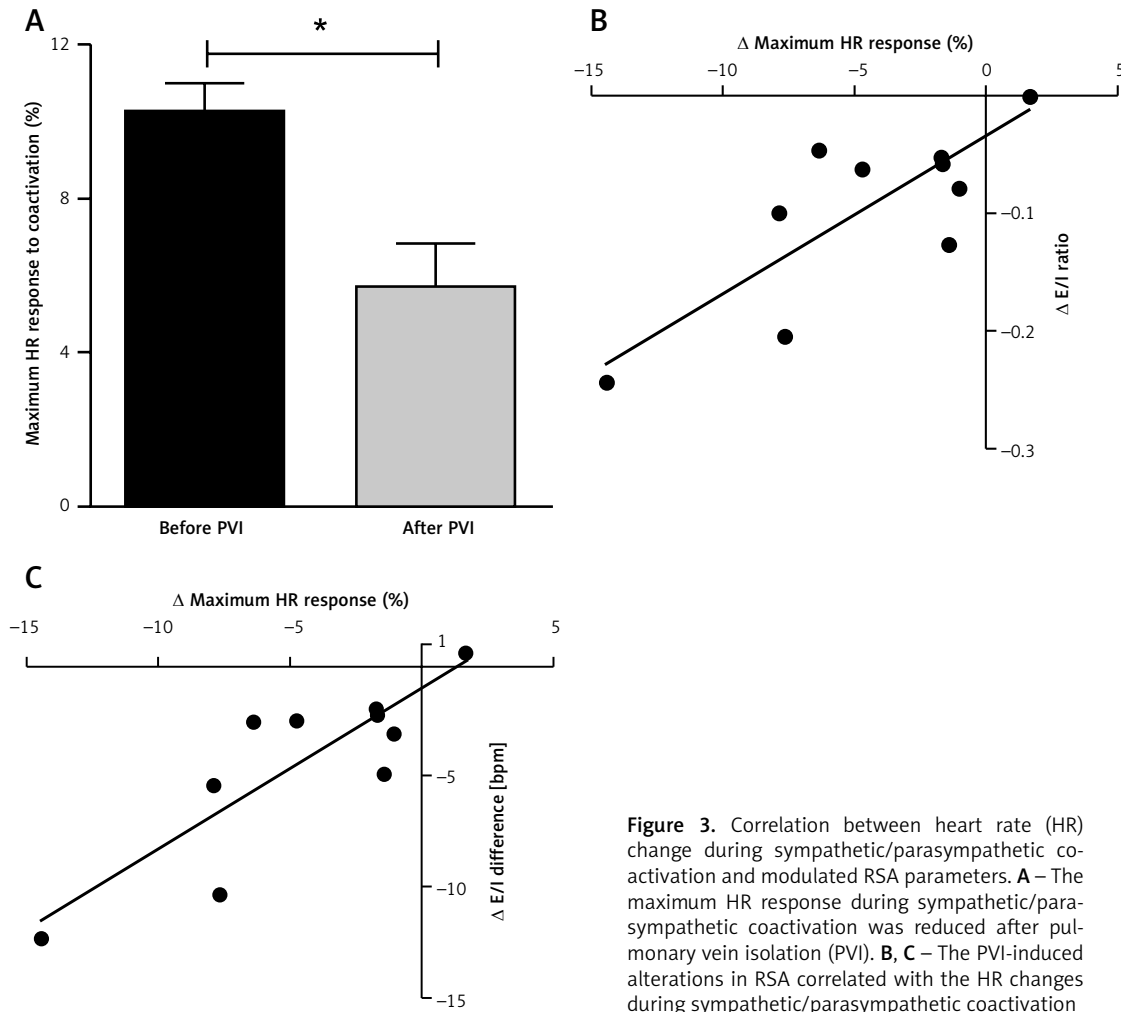 A
*
12
8
4
0
Maximum HR response to coactivation (%)
Before PVI
After PVI
B
Δ Maximum HR response (%)
–15
–10
–5
0
5
–0.1
–0.2
–0.3
Δ E/I ratio
C
Δ Maximum HR response (%)
–15
–10
–5
5
1
–5
–10
–15
Δ E/I difference [bpm]
Figure 3. Correlation between heart rate (HR)
change during sympathetic/parasympathetic co-
activation and modulated RSA parameters. A – The
maximum HR response during sympathetic/para-
sympathetic coactivation was reduced after pul-
monary vein isolation (PVI). B, C – The PVI-induced
alterations in RSA correlated with the HR changes
during sympathetic/parasympathetic coactivation